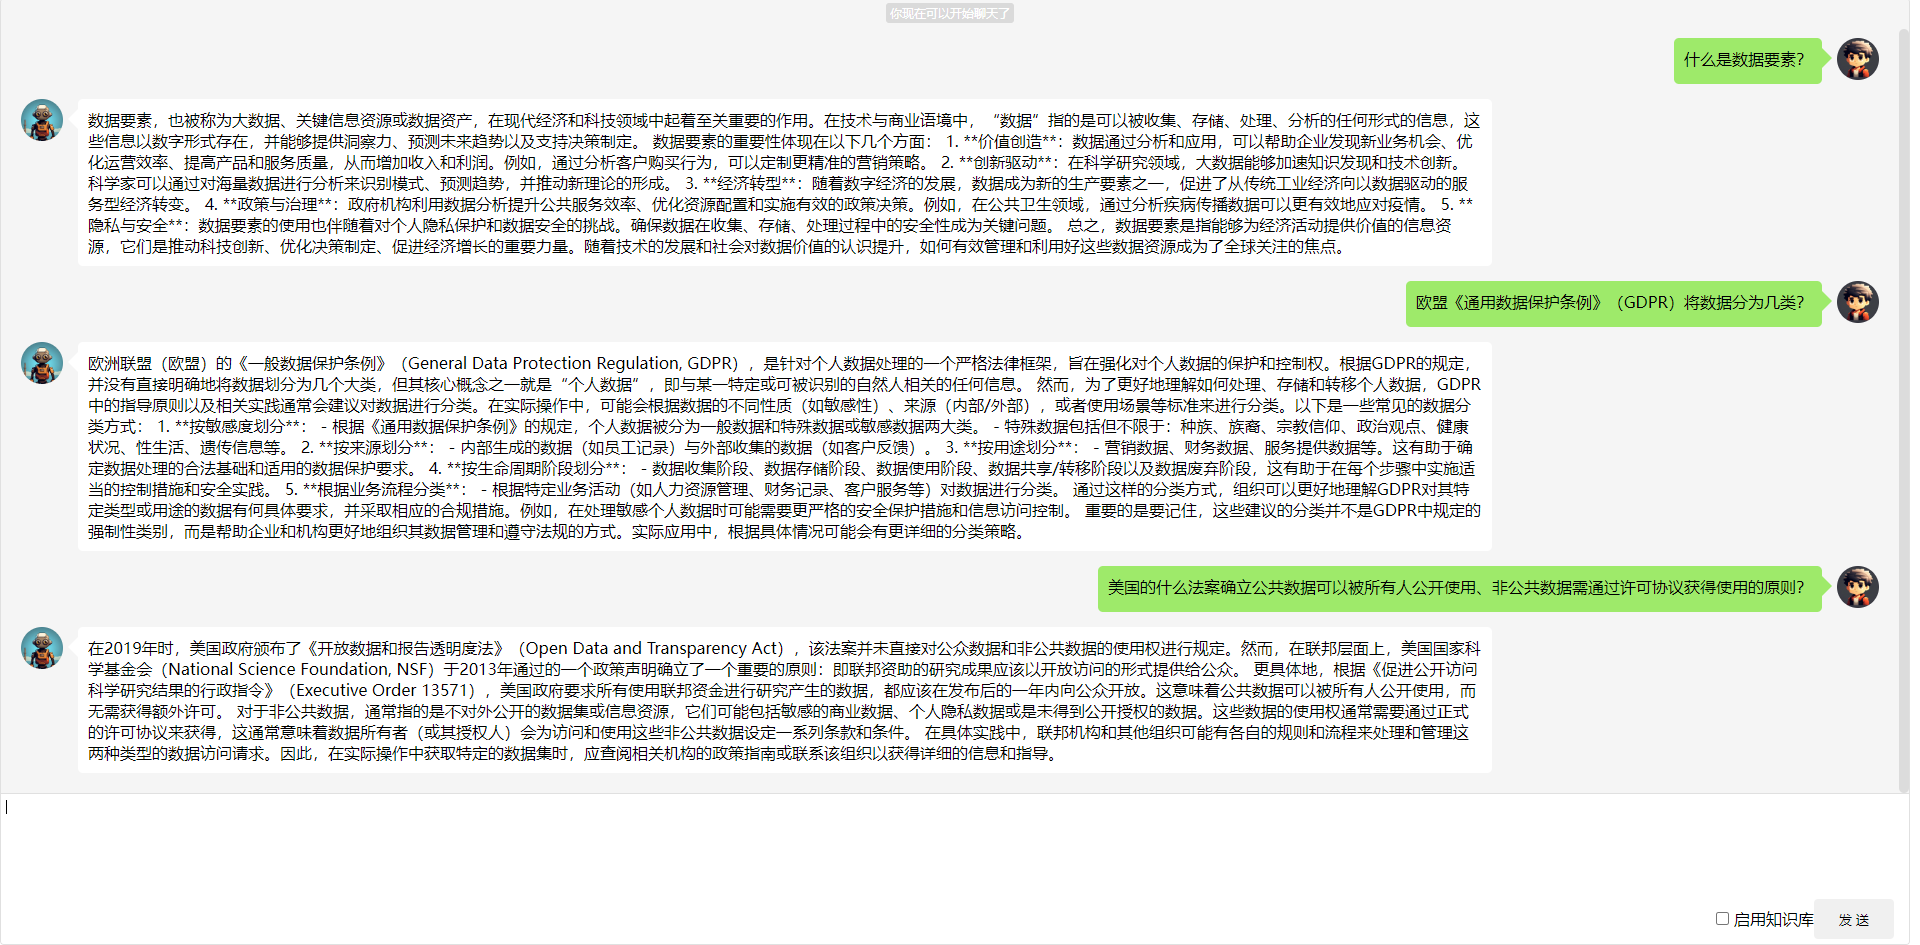 你现在可以开始聊天了
什么是数据要素？
数据要素，也被称为大数据、关键信息资源或数据资产，在现代经济和科技领域中起着至关重要的作用。在技术与商业语境中，“数据”指的是可以被收集、存储、处理、分析的任何形式的信息，这
些信息以数字形式存在，并能够提供洞察力、预测未来趋势以及支持决策制定。 数据要素的重要性体现在以下几个方面： 1. **价值创造**：数据通过分析和应用，可以帮助企业发现新业务机会、优
化运营效率、提高产品和服务质量，从而增加收入和利润。例如，通过分析客户购买行为，可以定制更精准的营销策略。 2. **创新驱动**：在科学研究领域，大数据能够加速知识发现和技术创新。
科学家可以通过对海量数据进行分析来识别模式、预测趋势，并推动新理论的形成。 3. **经济转型**：随着数字经济的发展，数据成为新的生产要素之一，促进了从传统工业经济向以数据驱动的服
务型经济转变。 4. **政策与治理**：政府机构利用数据分析提升公共服务效率、优化资源配置和实施有效的政策决策。例如，在公共卫生领域，通过分析疾病传播数据可以更有效地应对疫情。 5. **
隐私与安全**：数据要素的使用也伴随着对个人隐私保护和数据安全的挑战。确保数据在收集、存储、处理过程中的安全性成为关键问题。 总之，数据要素是指能够为经济活动提供价值的信息资
源，它们是推动科技创新、优化决策制定、促进经济增长的重要力量。随着技术的发展和社会对数据价值的认识提升，如何有效管理和利用好这些数据资源成为了全球关注的焦点。
欧盟《通用数据保护条例》（GDPR）将数据分为几类？
欧洲联盟（欧盟）的《一般数据保护条例》（General Data Protection Regulation, GDPR），是针对个人数据处理的一个严格法律框架，旨在强化对个人数据的保护和控制权。根据GDPR的规定，
并没有直接明确地将数据划分为几个大类，但其核心概念之一就是“个人数据”，即与某一特定或可被识别的自然人相关的任何信息。 然而，为了更好地理解如何处理、存储和转移个人数据，GDPR
中的指导原则以及相关实践通常会建议对数据进行分类。在实际操作中，可能会根据数据的不同性质（如敏感性）、来源（内部/外部），或者使用场景等标准来进行分类。以下是一些常见的数据分
类方式： 1. **按敏感度划分**： - 根据《通用数据保护条例》的规定，个人数据被分为一般数据和特殊数据或敏感数据两大类。 - 特殊数据包括但不限于：种族、族裔、宗教信仰、政治观点、健康
状况、性生活、遗传信息等。 2. **按来源划分**： - 内部生成的数据（如员工记录）与外部收集的数据（如客户反馈）。 3. **按用途划分**： - 营销数据、财务数据、服务提供数据等。这有助于确
定数据处理的合法基础和适用的数据保护要求。 4. **按生命周期阶段划分**： - 数据收集阶段、数据存储阶段、数据使用阶段、数据共享/转移阶段以及数据废弃阶段，这有助于在每个步骤中实施适
当的控制措施和安全实践。 5. **根据业务流程分类**： - 根据特定业务活动（如人力资源管理、财务记录、客户服务等）对数据进行分类。 通过这样的分类方式，组织可以更好地理解GDPR对其特
定类型或用途的数据有何具体要求，并采取相应的合规措施。例如，在处理敏感个人数据时可能需要更严格的安全保护措施和信息访问控制。 重要的是要记住，这些建议的分类并不是GDPR中规定的
强制性类别，而是帮助企业和机构更好地组织其数据管理和遵守法规的方式。实际应用中，根据具体情况可能会有更详细的分类策略。
美国的什么法案确立公共数据可以被所有人公开使用、非公共数据需通过许可协议获得使用的原则？
在2019年时，美国政府颁布了《开放数据和报告透明度法》（Open Data and Transparency Act），该法案并未直接对公众数据和非公共数据的使用权进行规定。然而，在联邦层面上，美国国家科
学基金会（National Science Foundation, NSF）于2013年通过的一个政策声明确立了一个重要的原则：即联邦资助的研究成果应该以开放访问的形式提供给公众。 更具体地，根据《促进公开访问
科学研究结果的行政指令》（Executive Order 13571），美国政府要求所有使用联邦资金进行研究产生的数据，都应该在发布后的一年内向公众开放。这意味着公共数据可以被所有人公开使用，而
无需获得额外许可。 对于非公共数据，通常指的是不对外公开的数据集或信息资源，它们可能包括敏感的商业数据、个人隐私数据或是未得到公开授权的数据。这些数据的使用权通常需要通过正式
的许可协议来获得，这通常意味着数据所有者（或其授权人）会为访问和使用这些非公共数据设定一系列条款和条件。 在具体实践中，联邦机构和其他组织可能有各自的规则和流程来处理和管理这
两种类型的数据访问请求。因此，在实际操作中获取特定的数据集时，应查阅相关机构的政策指南或联系该组织以获得详细的信息和指导。
启用知识库
发 送